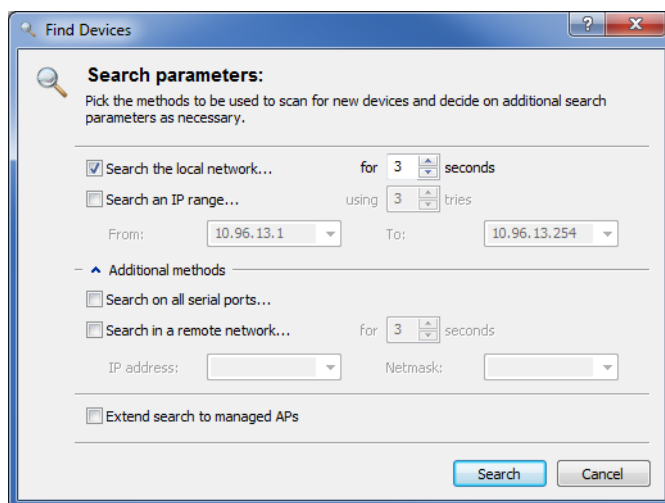 Find Devices
Search parameters:
Pick the methods to be used to scan for new devices and decide on additional search
parameters as necessary.
Search the local network... for 3 seconds
Search an IP range... using 3 tries
From: 10.96.13.1 To: 10.96.13.254
Additional methods
Search on all serial ports...
Search in a remote network... for 3 seconds
IP address: Netmask:
Extend search to managed APs
Search Cancel